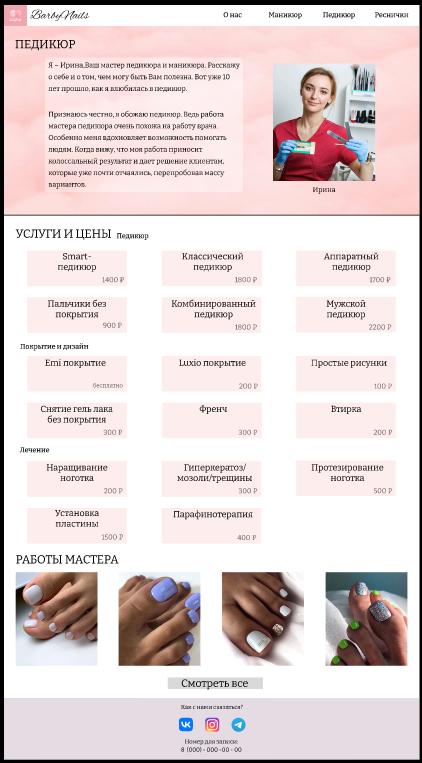 BarbyNails
О нас
Маникюр
Педикюр
Реснички
ПЕДИКЮР
Я – Ирина,Ваш мастер педикюра и маникюра. Расскажу
о себе и о том, чем могу быть Вам полезна. Вот уже 10
лет прошло, как я влюбилась в педикюр.
Признаюсь честно, я обожаю педикюр. Ведь работа
мастера педикюра очень похожа на работу врача.
Особенно меня вдохновляет возможность помогать
людям. Когда вижу, что моя работа приносит
колоссальный результат и дает решение клиентам,
которые уже почти отчаялись, перепробовав массу
вариантов.
Ирина
УСЛУГИ И ЦЕНЫ Педикюр
Smart-
педикюр
1400 ₽
Классический
педикюр
1800 ₽
Аппаратный
педикюр
1700 ₽
Пальчики без
покрытия
900 ₽
Комбинированный
педикюр
1800 ₽
Мужской
педикюр
2200 ₽
Покрытие и дизайн
Emi покрытие
бесплатно
Luxio покрытие
200 ₽
Простые рисунки
100 ₽
Снятие гель лака
без покрытия
300 ₽
Френч
300 ₽
Втирка
200 ₽
Лечение
Наращивание
ноготка
200 ₽
Гиперкератоз/
мозоли/трещины
300 ₽
Протезирование
ноготка
500 ₽
Установка
пластины
1500 ₽
Парафинотерапия
400 ₽
РАБОТЫ МАСТЕРА
Смотреть все
Как с нами связаться?
Номер для записи:
8 (000) - 000 -00 - 00